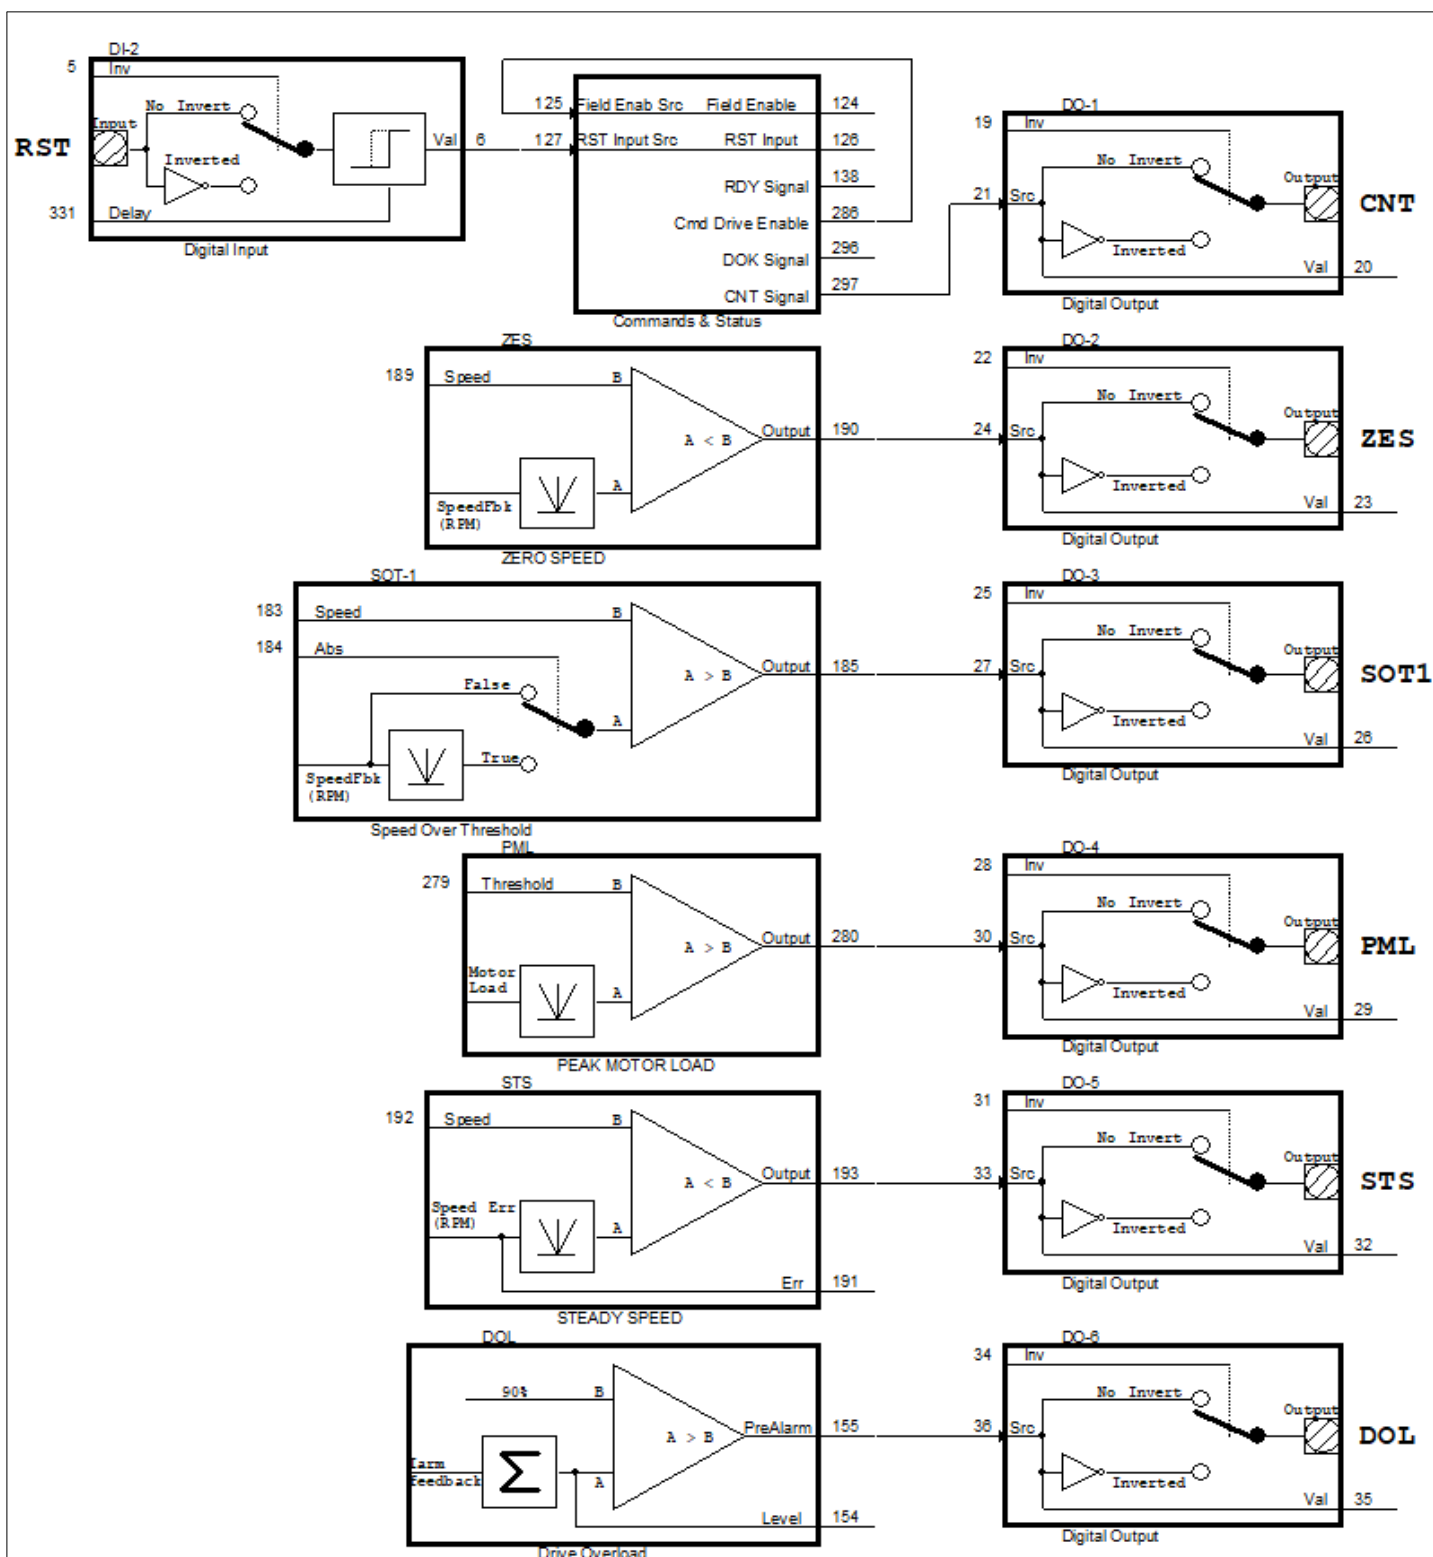 DI-2
5 Inv
No Invert
Input
RST
Inverted
Val 6
331 Delay
Digital Input
125 Field Enab Src Field Enable 124
127 RST Input Src RST Input 126
RDY Signal 138
Cmd Drive Enable 286
DOK Signal 296
CNT Signal 297
Commands & Status
DO-1
19 Inv
No Invert
Output
21 Src
CNT
Inverted
Val 20
Digital Output
ZES
189 Speed B
A < B
Output 190
A
SpeedFbk
(RPM)
ZERO SPEED
DO-2
22 Inv
No Invert
Output
24 Src
ZES
Inverted
Val 23
Digital Output
SOT-1
183 Speed B
184 Abs
A > B
Output 185
False
A
True
SpeedFbk
(RPM)
Speed Over Threshold
DO-3
25 Inv
No Invert
Output
27 Src
SOT1
Inverted
Val 26
Digital Output
PML
279 Threshold B
A > B
Output 280
Motor
Load
A
PEAK MOTOR LOAD
DO-4
28 Inv
No Invert
Output
30 Src
PML
Inverted
Val 29
Digital Output
STS
192 Speed B
A < B
Output 193
Speed Err
(RPM)
A
Err 191
STEADY SPEED
DO-5
31 Inv
No Invert
Output
33 Src
STS
Inverted
Val 32
Digital Output
DOL
90% B
A > B
PreAlarm 155
Iarm
feedback
Σ
A
Level 154
Drive Overload
DO-6
34 Inv
No Invert
Output
36 Src
DOL
Inverted
Val 35
Digital Output